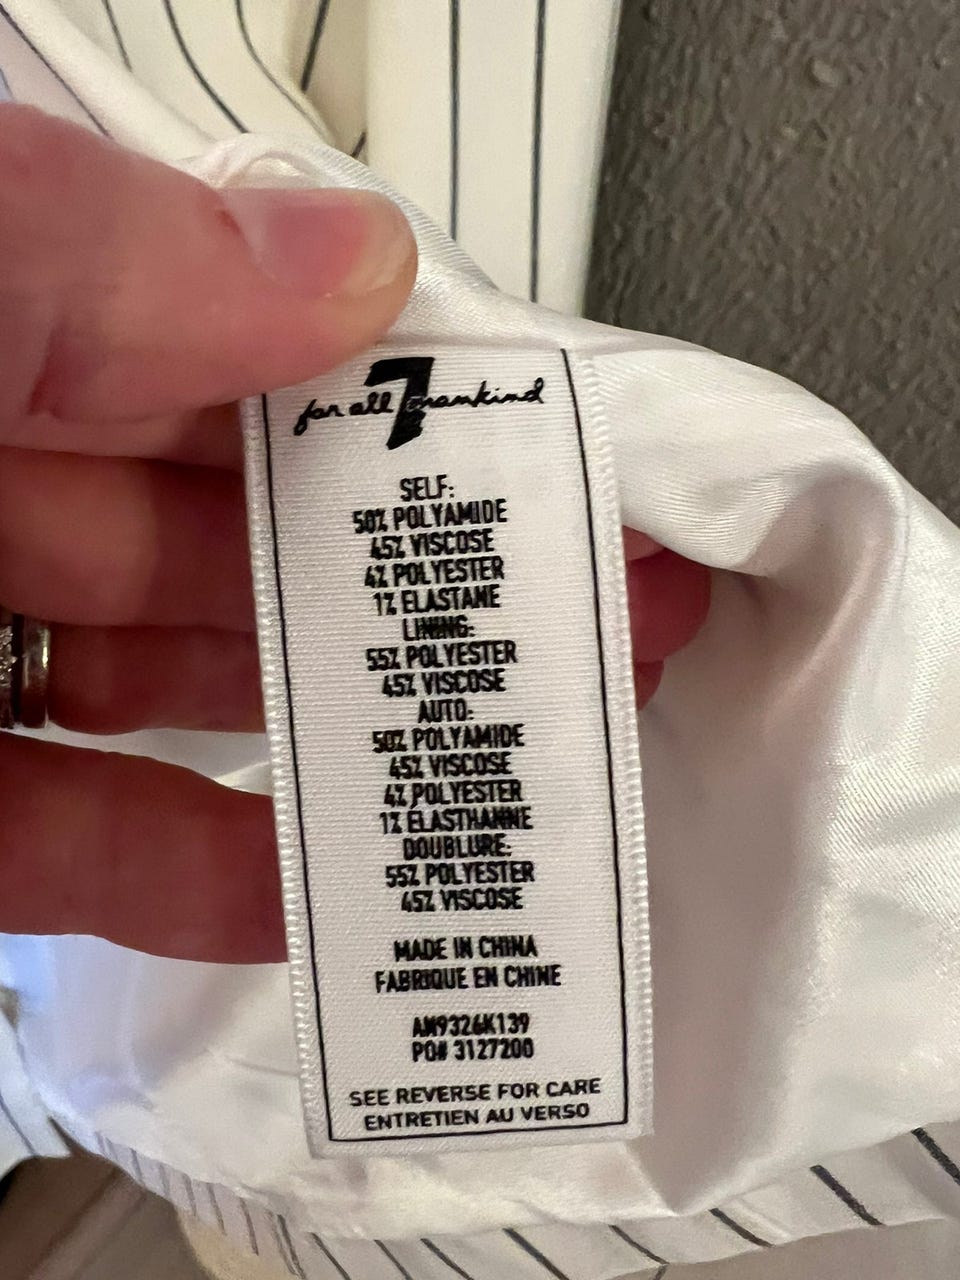 for all 7 mankind
SELF:
50% POLYAMIDE
45% VISCOSE
4% POLYESTER
1% ELASTANE
LINING:
55% POLYESTER
45% VISCOSE
AUTO:
50% POLYAMIDE
45% VISCOSE
4% POLYESTER
1% ELASTHANNE
DOUBLURE:
55% POLYESTER
45% VISCOSE
MADE IN CHINA
FABRIQUE EN CHINE
AN9326K139
PO# 3127200
SEE REVERSE FOR CARE
ENTRETIEN AU VERSO